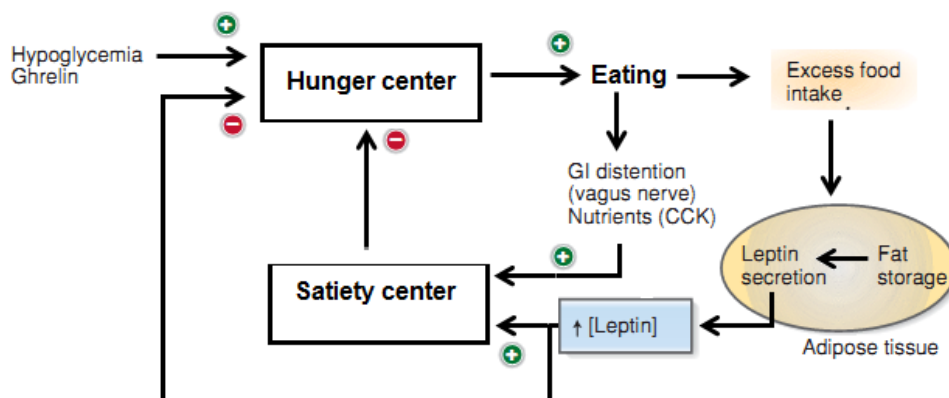 Hypoglycemia
Ghrelin
+
Hunger center
+
Eating
Excess food
intake
−
−
GI distention
(vagus nerve)
Nutrients (CCK)
+
Satiety center
+
↑ [Leptin]
Leptin
secretion
Fat
storage
Adipose tissue